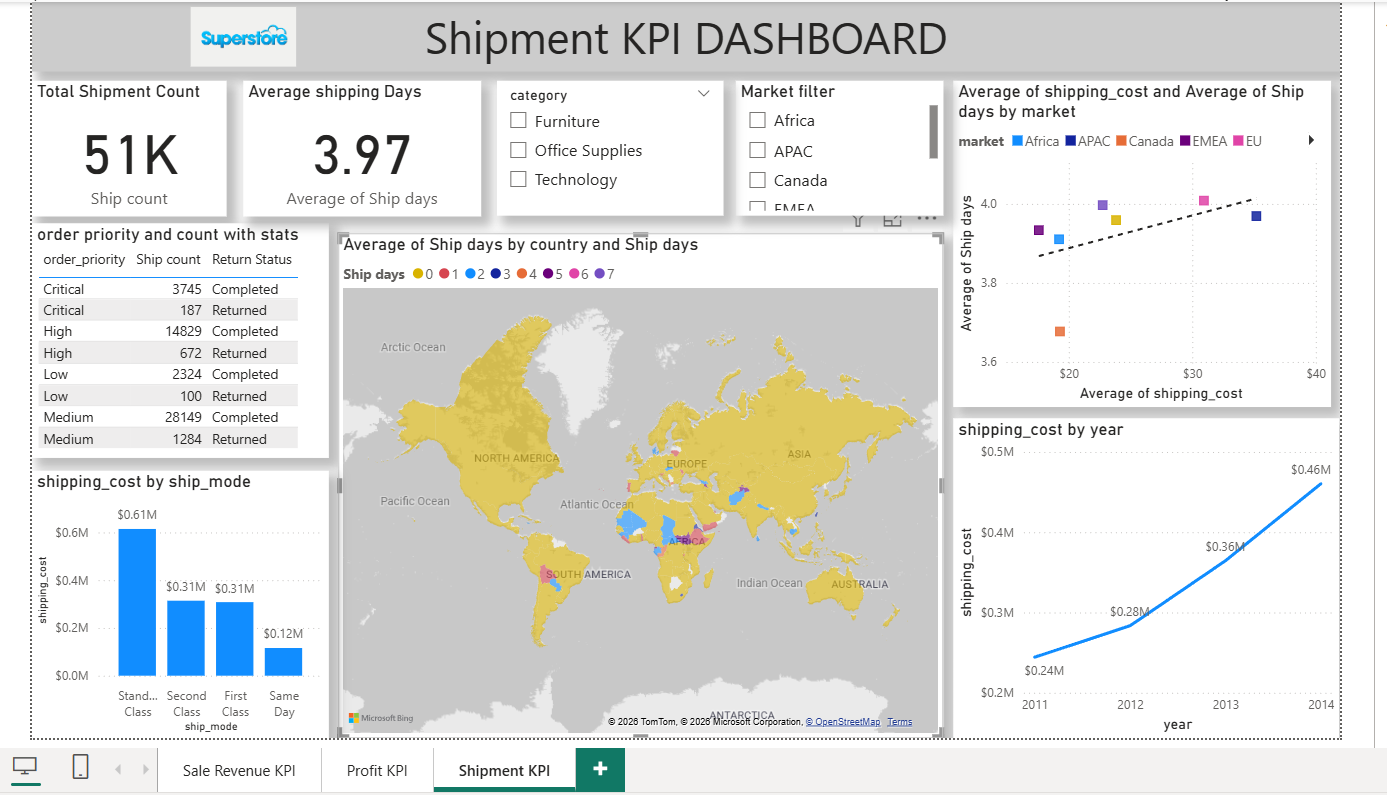 Superstore
Shipment KPI DASHBOARD
Total Shipment Count
51K
Ship count
Average shipping Days
3.97
Average of Ship days
category
Furniture
Office Supplies
Technology
Market filter
Africa
APAC
Canada
EMEA
Average of shipping_cost and Average of Ship
days by market
market Africa APAC Canada EMEA EU
Average of Ship days
4.0
3.8
3.6
$20 $30 $40
Average of shipping_cost
order priority and count with stats
order_priority Ship count Return Status
Critical 3745 Completed
Critical 187 Returned
High 14829 Completed
High 672 Returned
Low 2324 Completed
Low 100 Returned
Medium 28149 Completed
Medium 1284 Returned
Average of Ship days by country and Ship days
Ship days 0 1 2 3 4 5 6 7
Arctic Ocean
NORTH AMERICA
EUROPE
ASIA
Pacific Ocean
Atlantic Ocean
AFRICA
SOUTH AMERICA
Indian Ocean
AUSTRALIA
ANTARCTICA
Microsoft Bing
© 2026 TomTom, © 2026 Microsoft Corporation, © OpenStreetMap Terms
shipping_cost by ship_mode
shipping_cost
$0.6M
$0.4M
$0.2M
$0.0M
$0.61M
$0.31M
$0.31M
$0.12M
Stand... Second First Same
Class Class Class Day
ship_mode
shipping_cost by year
shipping_cost
$0.5M
$0.4M
$0.3M
$0.2M
$0.24M
$0.28M
$0.36M
$0.46M
2011 2012 2013 2014
year
Sale Revenue KPI
Profit KPI
Shipment KPI
+